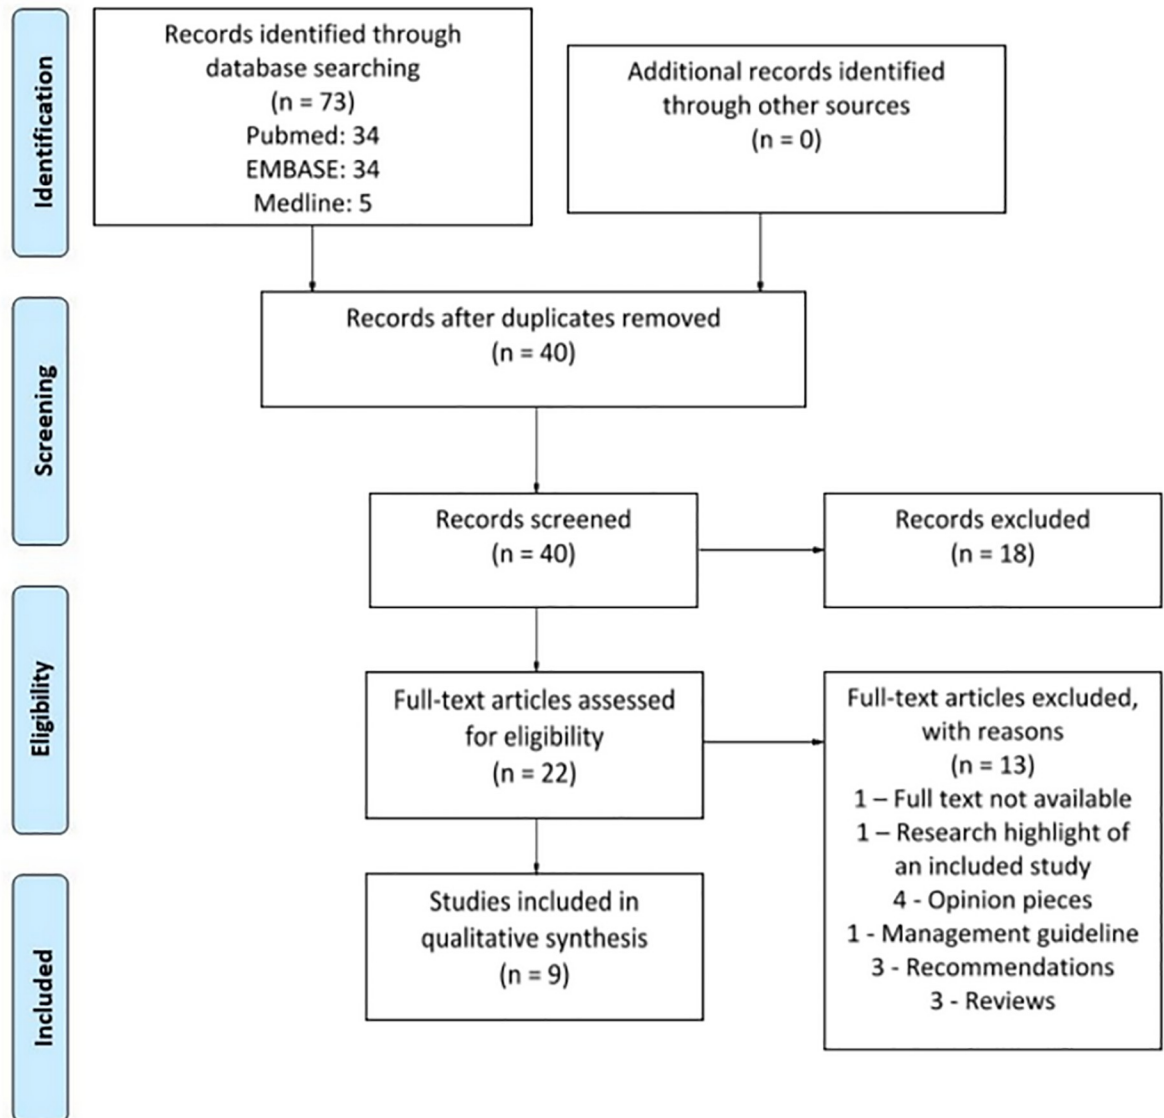 Identification
Records identified through
database searching
(n = 73)
Pubmed: 34
EMBASE: 34
Medline: 5
Additional records identified
through other sources
(n = 0)
Screening
Records after duplicates removed
(n = 40)
Records screened
(n = 40)
Records excluded
(n = 18)
Eligibility
Full-text articles assessed
for eligibility
(n = 22)
Full-text articles excluded,
with reasons
(n = 13)
1 – Full text not available
1 – Research highlight of
an included study
4 - Opinion pieces
1 - Management guideline
3 - Recommendations
3 - Reviews
Included
Studies included in
qualitative synthesis
(n = 9)